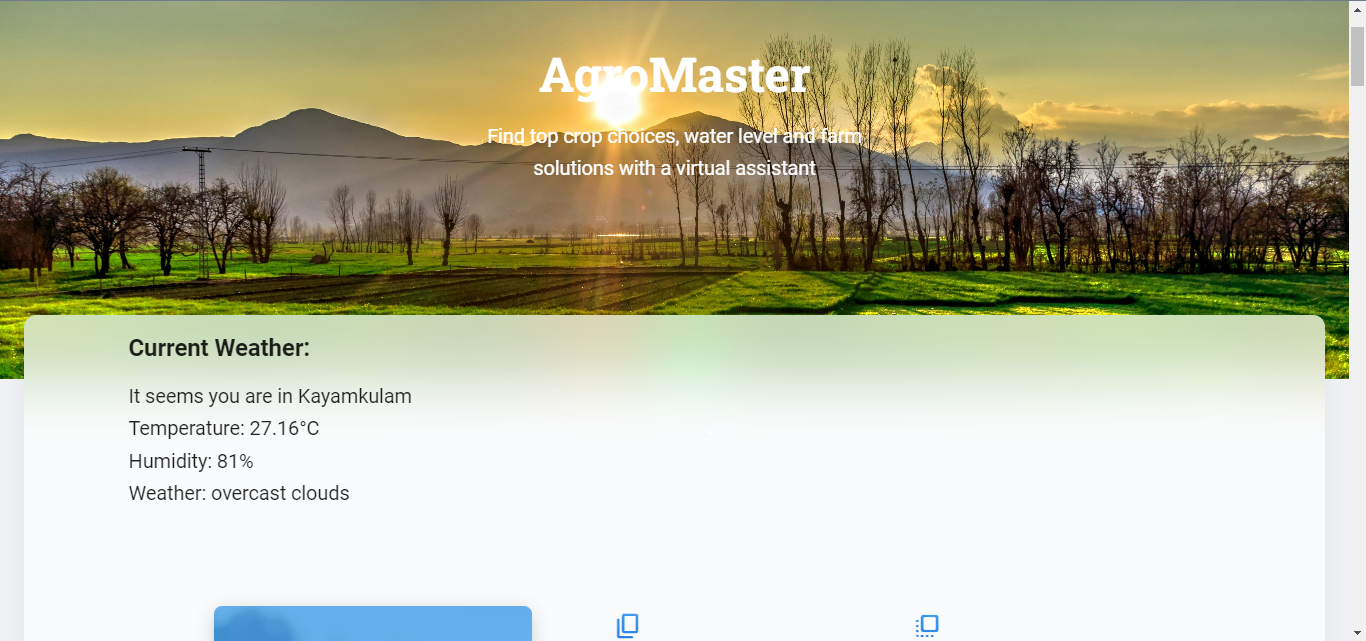 AgroMaster
Find top crop choices, water level and farm
solutions with a virtual assistant
Current Weather:
It seems you are in Kayamkulam
Temperature: 27.16°C
Humidity: 81%
Weather: overcast clouds